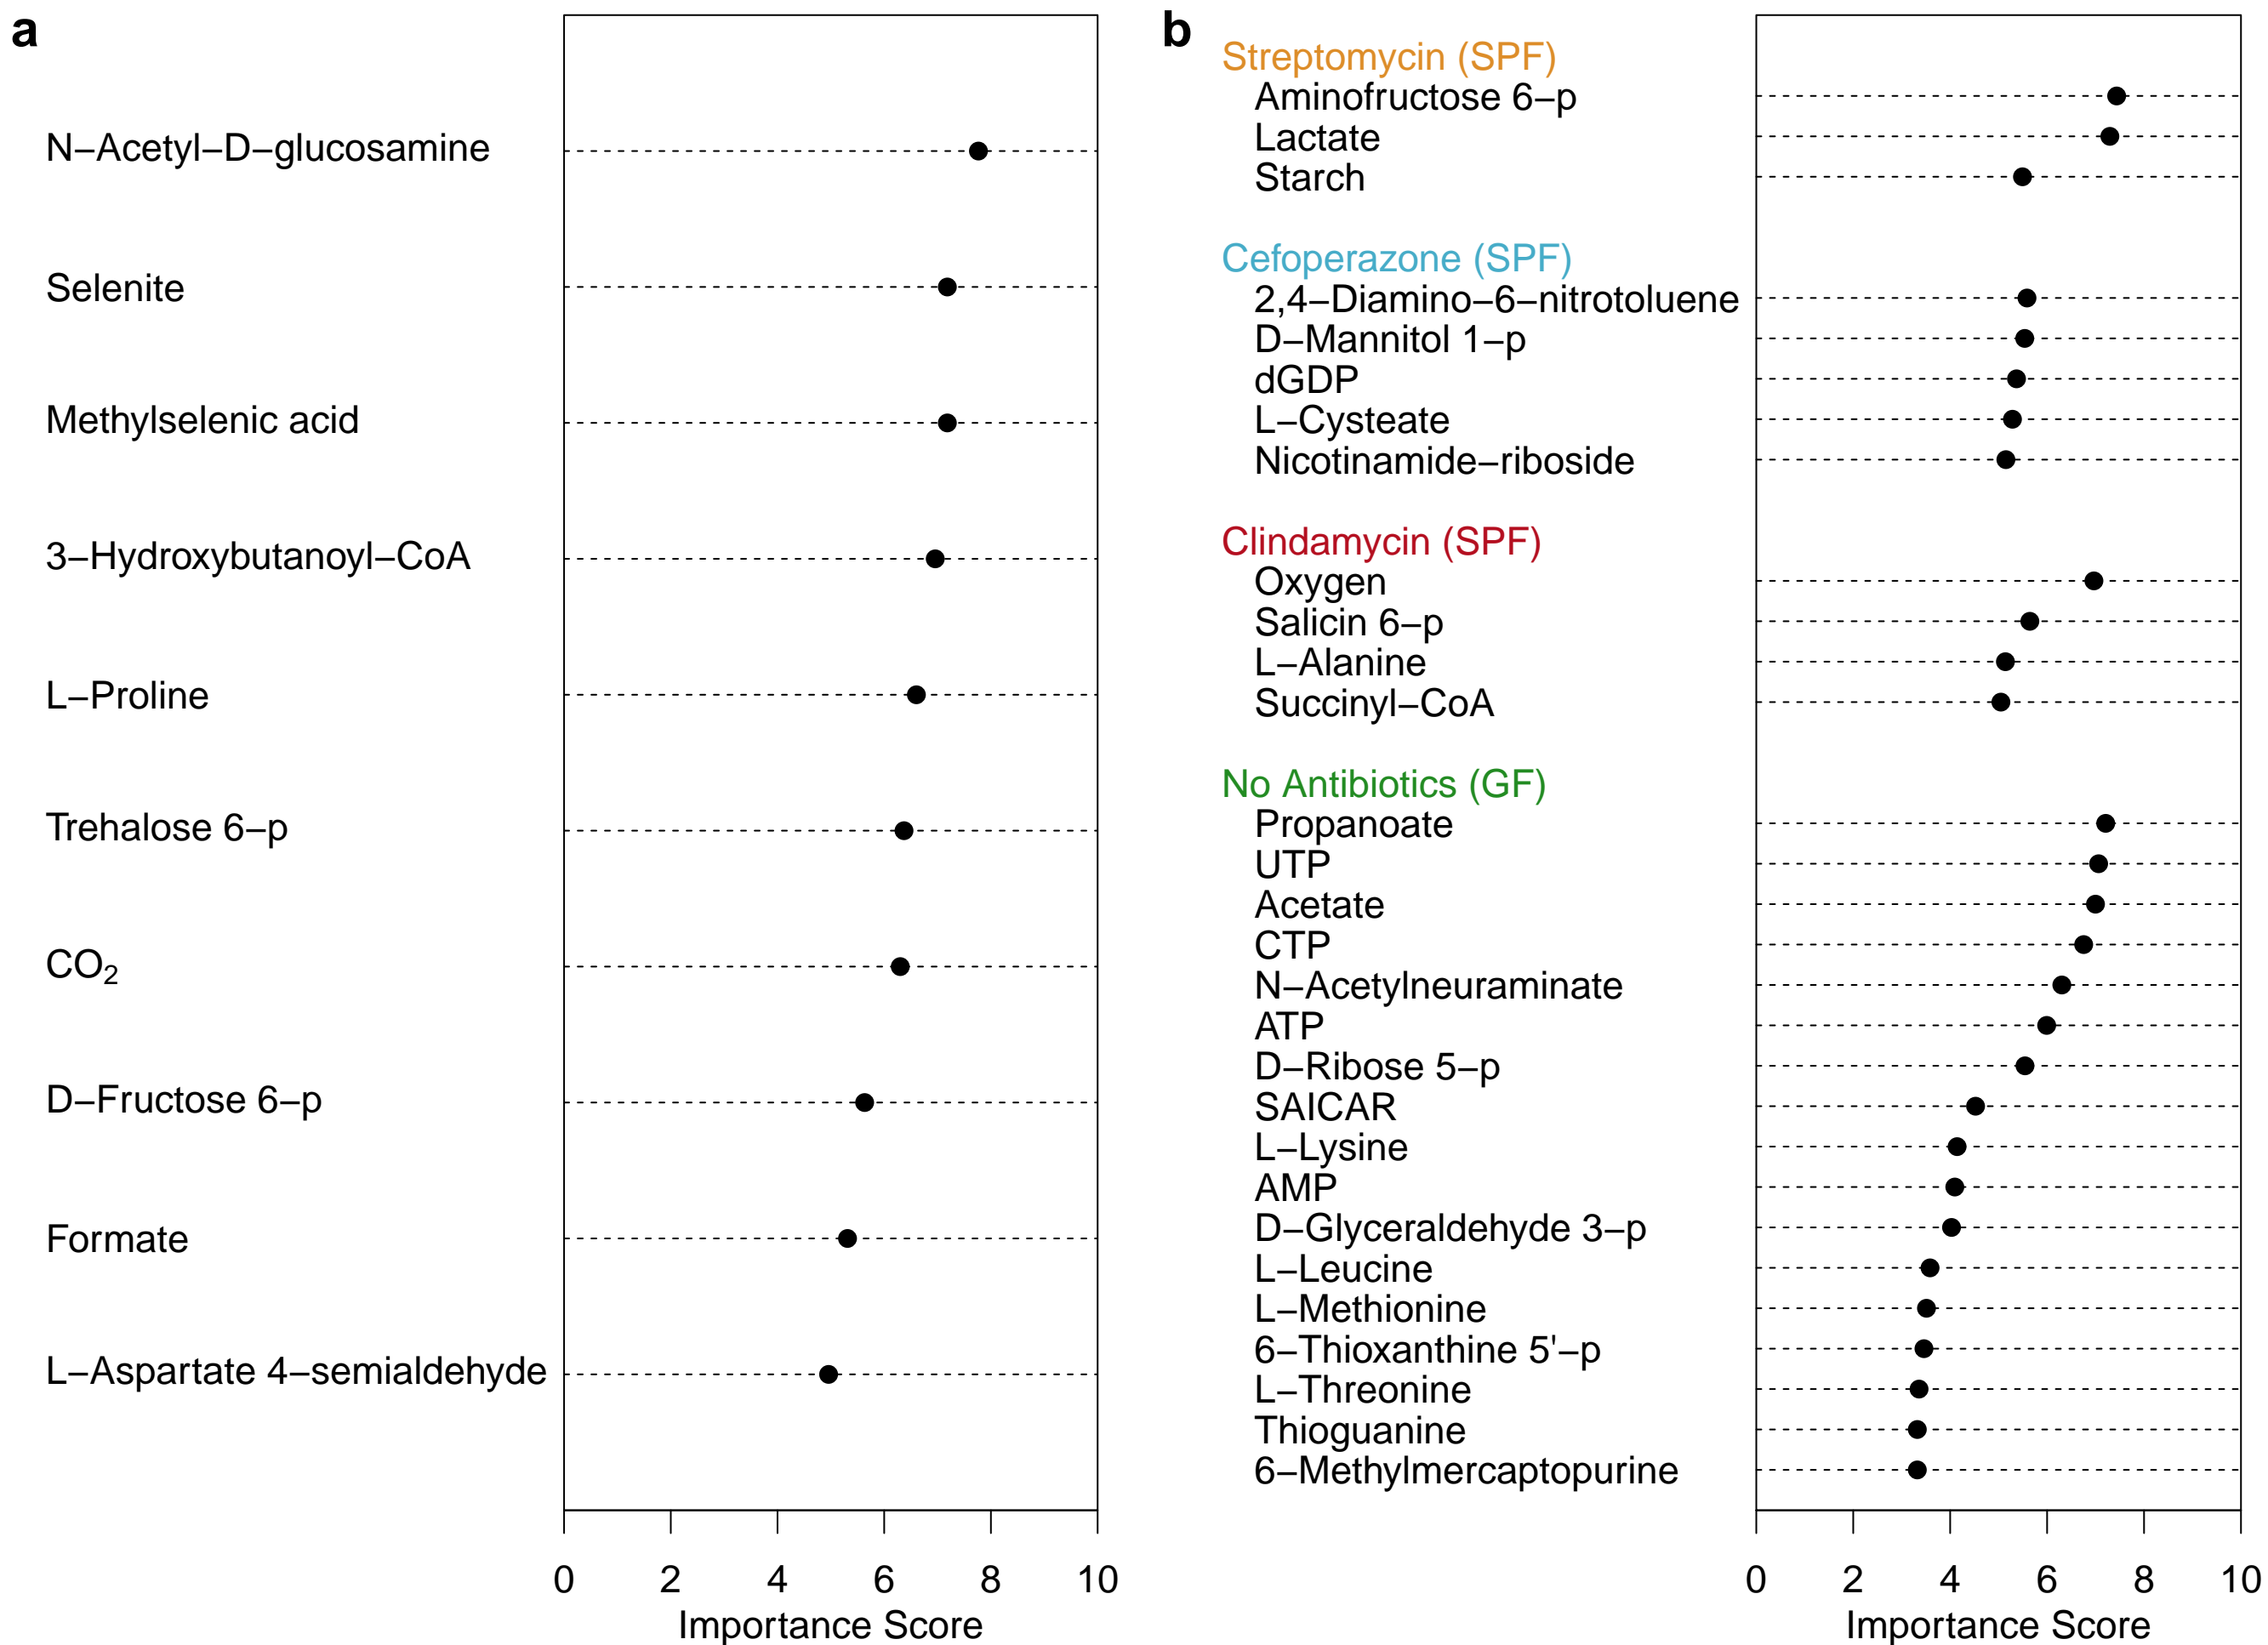 a
N–Acetyl–D–glucosamine
Selenite
Methylselenic acid
3–Hydroxybutanoyl–CoA
L–Proline
Trehalose 6–p
CO₂
D–Fructose 6–p
Formate
L–Aspartate 4–semialdehyde
0 2 4 6 8 10
Importance Score
b
Streptomycin (SPF)
Aminofructose 6–p
Lactate
Starch
Cefoperazone (SPF)
2,4–Diamino–6–nitrotoluene
D–Mannitol 1–p
dGDP
L–Cysteate
Nicotinamide–riboside
Clindamycin (SPF)
Oxygen
Salicin 6–p
L–Alanine
Succinyl–CoA
No Antibiotics (GF)
Propanoate
UTP
Acetate
CTP
N–Acetylneuraminate
ATP
D–Ribose 5–p
SAICAR
L–Lysine
AMP
D–Glyceraldehyde 3–p
L–Leucine
L–Methionine
6–Thioxanthine 5'–p
L–Threonine
Thioguanine
6–Methylmercaptopurine
0 2 4 6 8 10
Importance Score